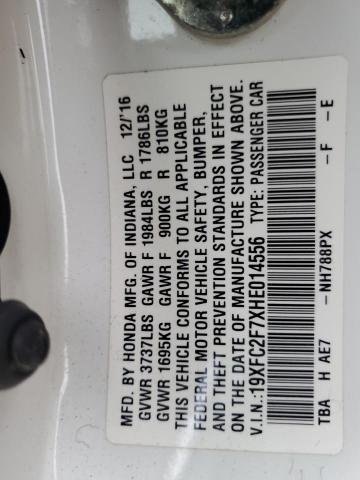 MFD. BY HONDA MFG. OF INDIANA, LLC 12/'16
GVWR 3737LBS GAWR F 1984LBS R 1786LBS
GVWR 1695KG GAWR F 900KG R 810KG
THIS VEHICLE CONFORMS TO ALL APPLICABLE
FEDERAL MOTOR VEHICLE SAFETY, BUMPER,
AND THEFT PREVENTION STANDARDS IN EFFECT
ON THE DATE OF MANUFACTURE SHOWN ABOVE.
V.I.N.:19XFC2F7XHE014556 TYPE: PASSENGER CAR
TBA H AE7 – NH788PX – F – E